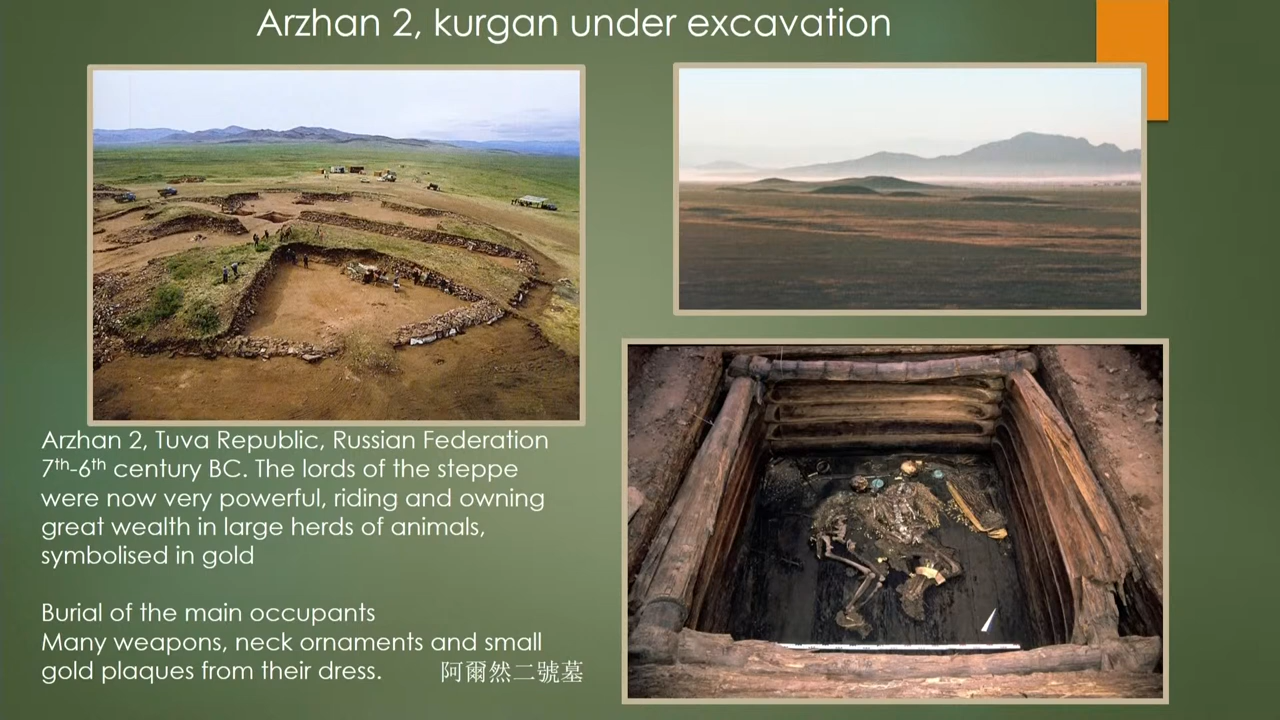 Arzhan 2, kurgan under excavation
Arzhan 2, Tuva Republic, Russian Federation
7th-6th century BC. The lords of the steppe
were now very powerful, riding and owning
great wealth in large herds of animals,
symbolised in gold
Burial of the main occupants
Many weapons, neck ornaments and small
gold plaques from their dress. 阿爾然二號墓